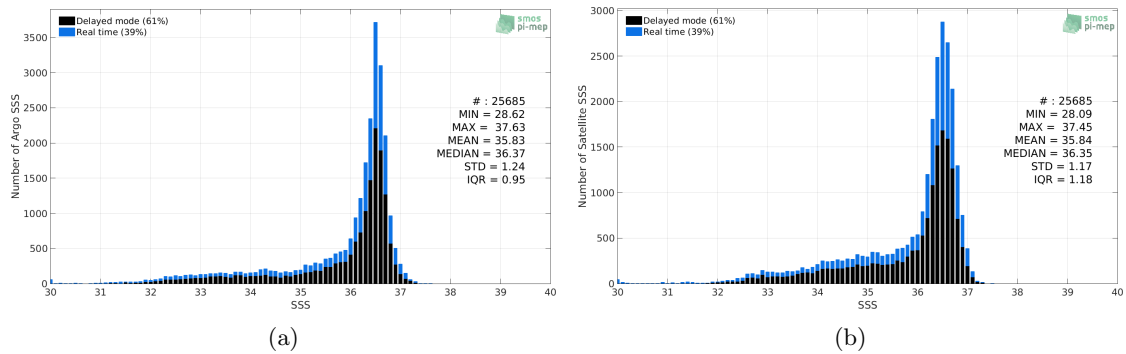 Delayed mode (61%)
Real time (39%)
smos
pi-mep
# : 25685
MIN = 28.62
MAX = 37.63
MEAN = 35.83
MEDIAN = 36.37
STD = 1.24
IQR = 0.95
Number of Argo SSS
3500
3000
2500
2000
1500
1000
500
0
30 31 32 33 34 35 36 37 38 39 40
SSS
(a)
Delayed mode (61%)
Real time (39%)
smos
pi-mep
# : 25685
MIN = 28.09
MAX = 37.45
MEAN = 35.84
MEDIAN = 36.35
STD = 1.17
IQR = 1.18
Number of Satellite SSS
3000
2500
2000
1500
1000
500
0
30 31 32 33 34 35 36 37 38 39 40
SSS
(b)